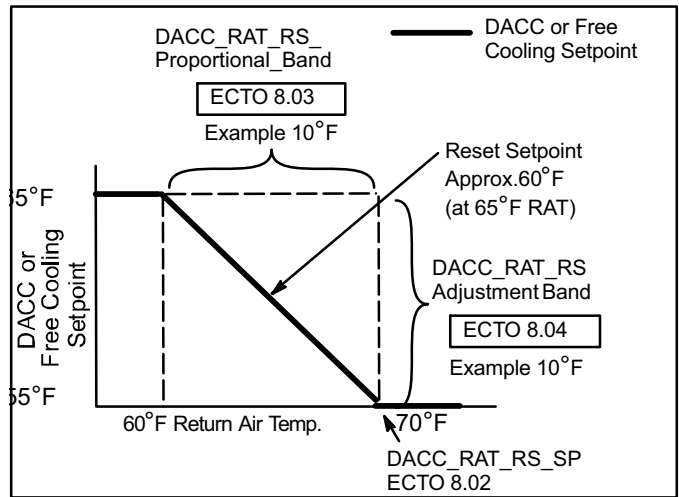 DACC_RAT_RS_
Proportional_Band
ECTO 8.03
Example 10°F
DACC or Free
Cooling Setpoint
Reset Setpoint
Approx.60°F
(at 65°F RAT)
5°F
DACC or
Free Cooling
Setpoint
DACC_RAT_RS
Adjustment Band
ECTO 8.04
Example 10°F
55°F
60°F Return Air Temp.
70°F
DACC_RAT_RS_SP
ECTO 8.02